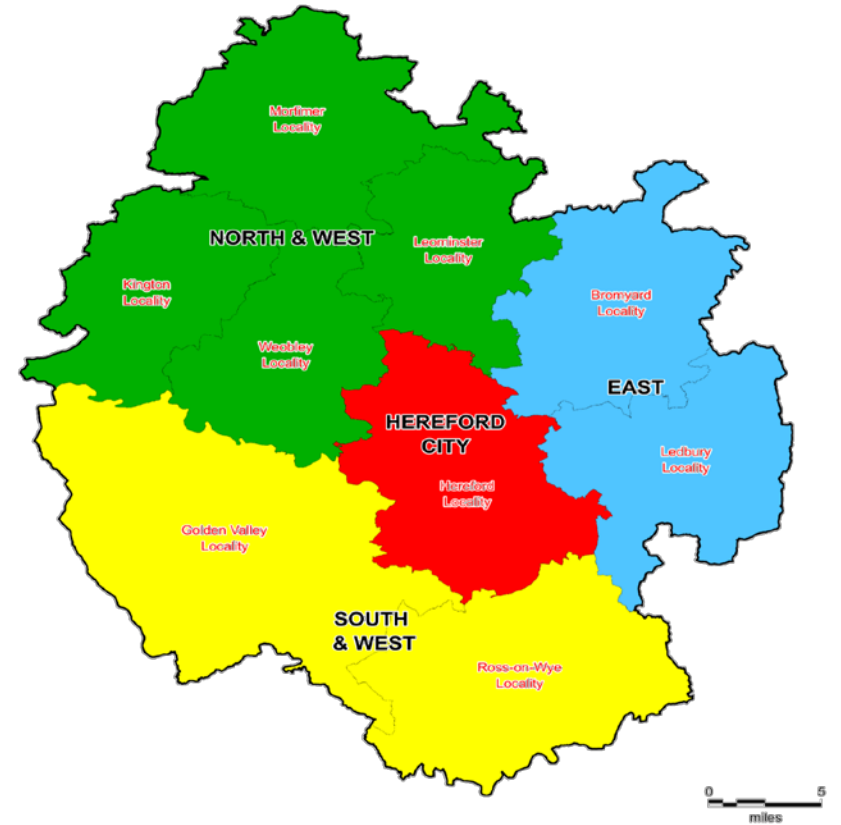 Mortimer
Locality
NORTH & WEST
Leominster
Locality
Kington
Locality
Bromyard
Locality
Weobley
Locality
EAST
HEREFORD
CITY
Ledbury
Locality
Hereford
Locality
Golden Valley
Locality
SOUTH
& WEST
Ross-on-Wye
Locality
0 5
miles